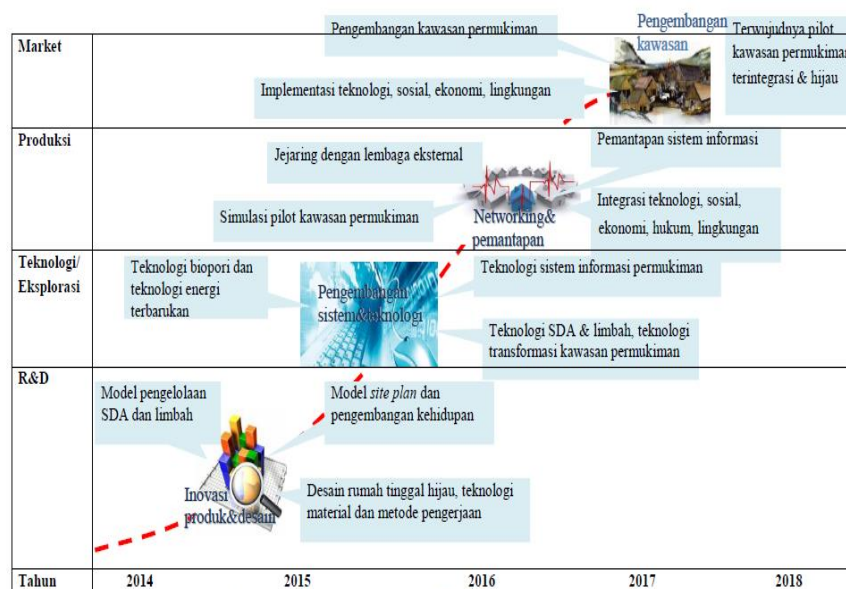 Market
Pengembangan kawasan permukiman
Pengembangan
kawasan
Terwujudnya pilot
kawasan permukiman
terintegrasi & hijau
Implementasi teknologi, sosial, ekonomi, lingkungan
Produksi
Jejaring dengan lembaga eksternal
Pemantapan sistem informasi
Simulasi pilot kawasan permukiman
Networking&
pemantapan
Integrasi teknologi, sosial,
ekonomi, hukum, lingkungan
Teknologi/
Eksplorasi
Teknologi biopori dan
teknologi energi
terbarukan
Pengembangan
sistem&teknologi
Teknologi sistem informasi permukiman
Teknologi SDA & limbah, teknologi
transformasi kawasan permukiman
R&D
Model pengelolaan
SDA dan limbah
Model site plan dan
pengembangan kehidupan
Inovasi
produk&desain
Desain rumah tinggal hijau, teknologi
material dan metode pengerjaan
Tahun 2014 2015 2016 2017 2018